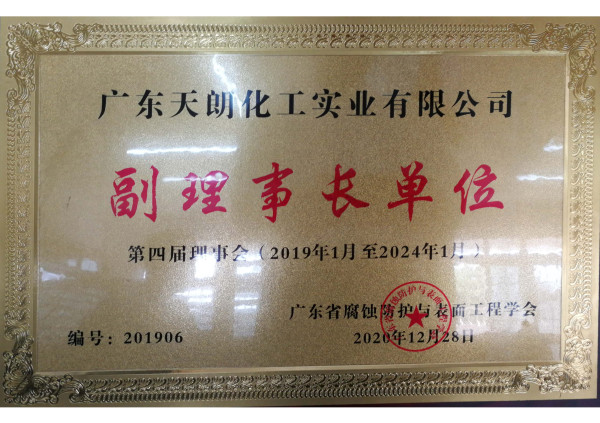 广东天朗化工实业有限公司
副理事长单位
第四届理事会（2019年1月至2024年1月）
广东省腐蚀防护与表面工程学会
编号：201906
2020年12月28日